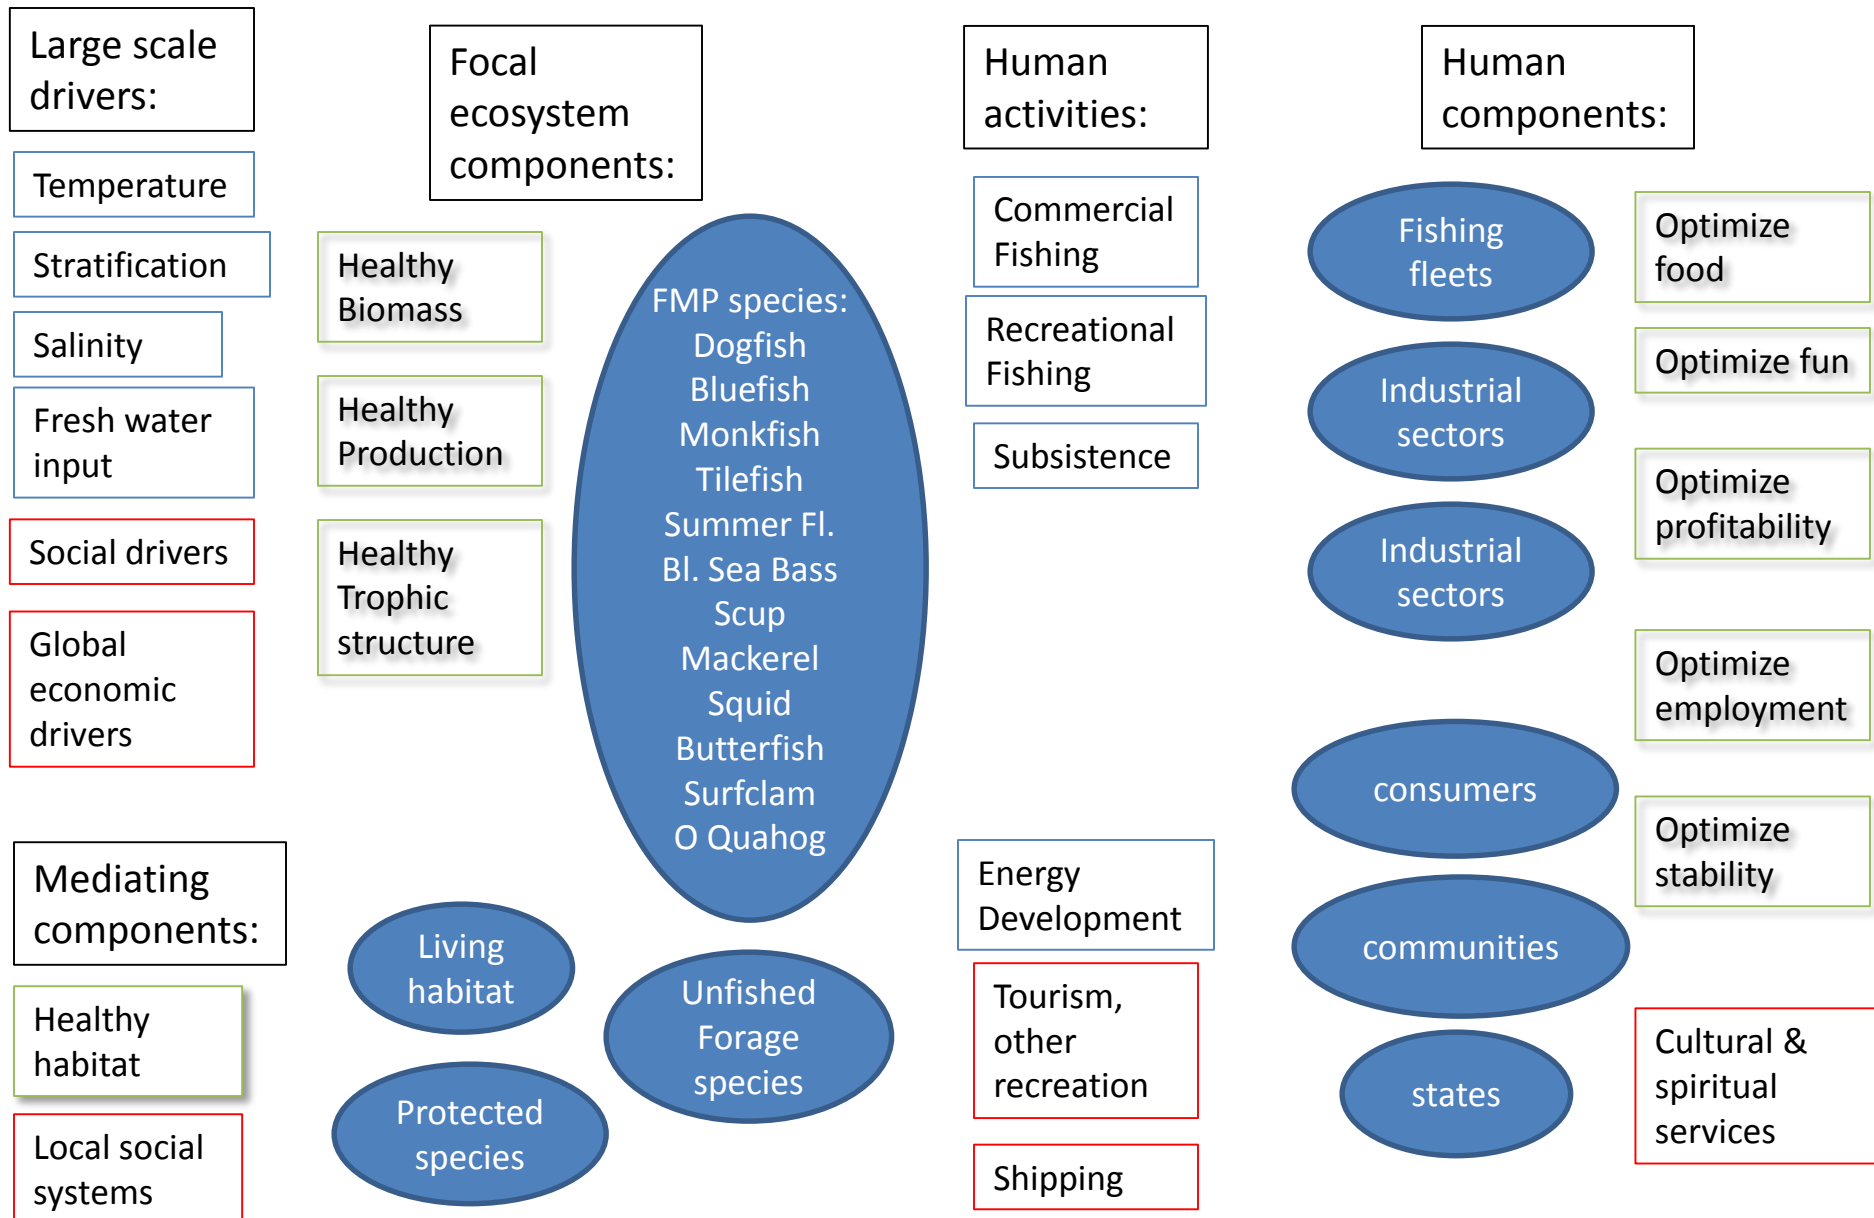 Large scale
drivers:
Temperature
Stratification
Salinity
Fresh water
input
Social drivers
Global
economic
drivers
Mediating
components:
Healthy
habitat
Local social
systems
Focal
ecosystem
components:
Healthy
Biomass
Healthy
Production
Healthy
Trophic
structure
FMP species:
Dogfish
Bluefish
Monkfish
Tilefish
Summer Fl.
Bl. Sea Bass
Scup
Mackerel
Squid
Butterfish
Surfclam
O Quahog
Living
habitat
Unfished
Forage
species
Protected
species
Human
activities:
Commercial
Fishing
Recreational
Fishing
Subsistence
Energy
Development
Tourism,
other
recreation
Shipping
Human
components:
Fishing
fleets
Industrial
sectors
Industrial
sectors
consumers
communities
states
Optimize
food
Optimize fun
Optimize
profitability
Optimize
employment
Optimize
stability
Cultural &
spiritual
services